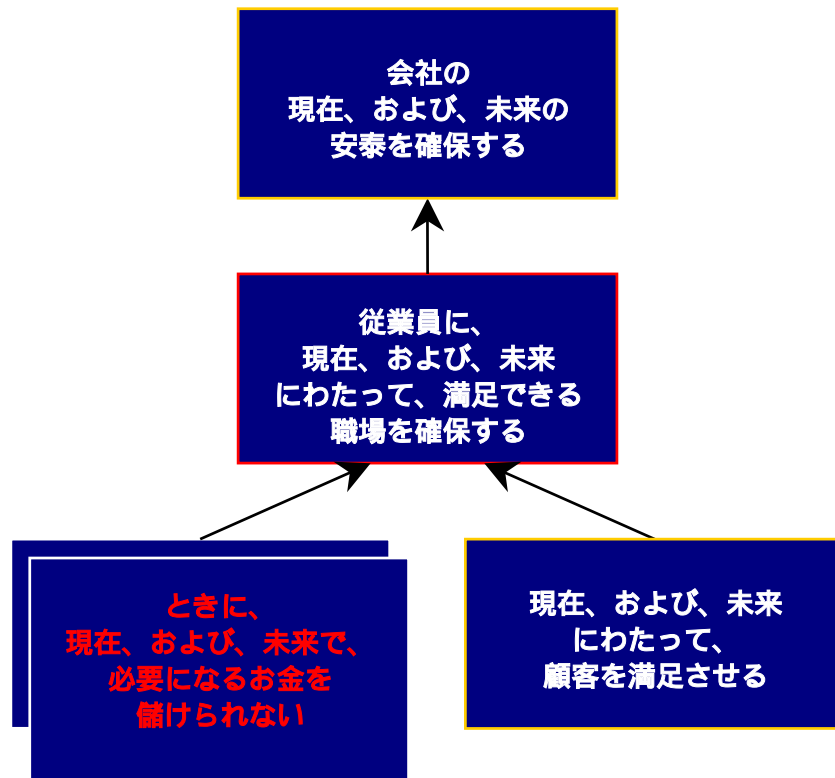 会社の
現在、および、未来の
安泰を確保する
従業員に、
現在、および、未来
にわたって、満足できる
職場を確保する
ときに、
現在、および、未来で、
必要になるお金を
儲けられない
現在、および、未来
にわたって、
顧客を満足させる